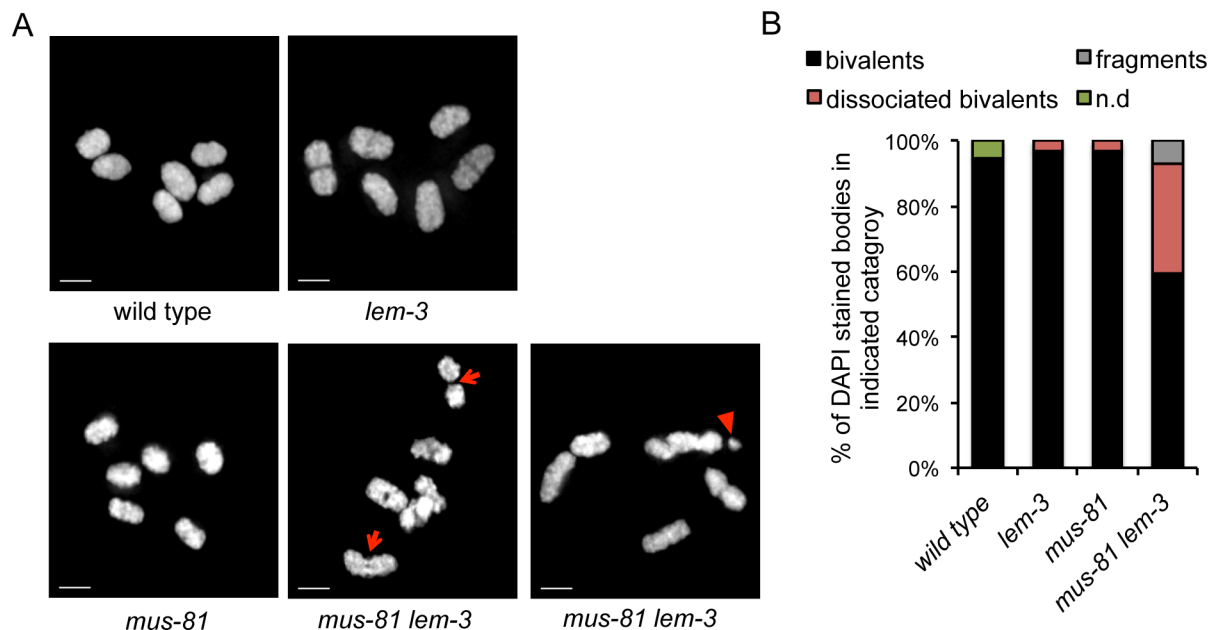 A
wild type
lem-3
mus-81
mus-81 lem-3
mus-81 lem-3
B
bivalents
fragments
dissociated bivalents
n.d
% of DAPI stained bodies in
indicated catagroy
100%
80%
60%
40%
20%
0%
wild type
lem-3
mus-81
mus-81 lem-3